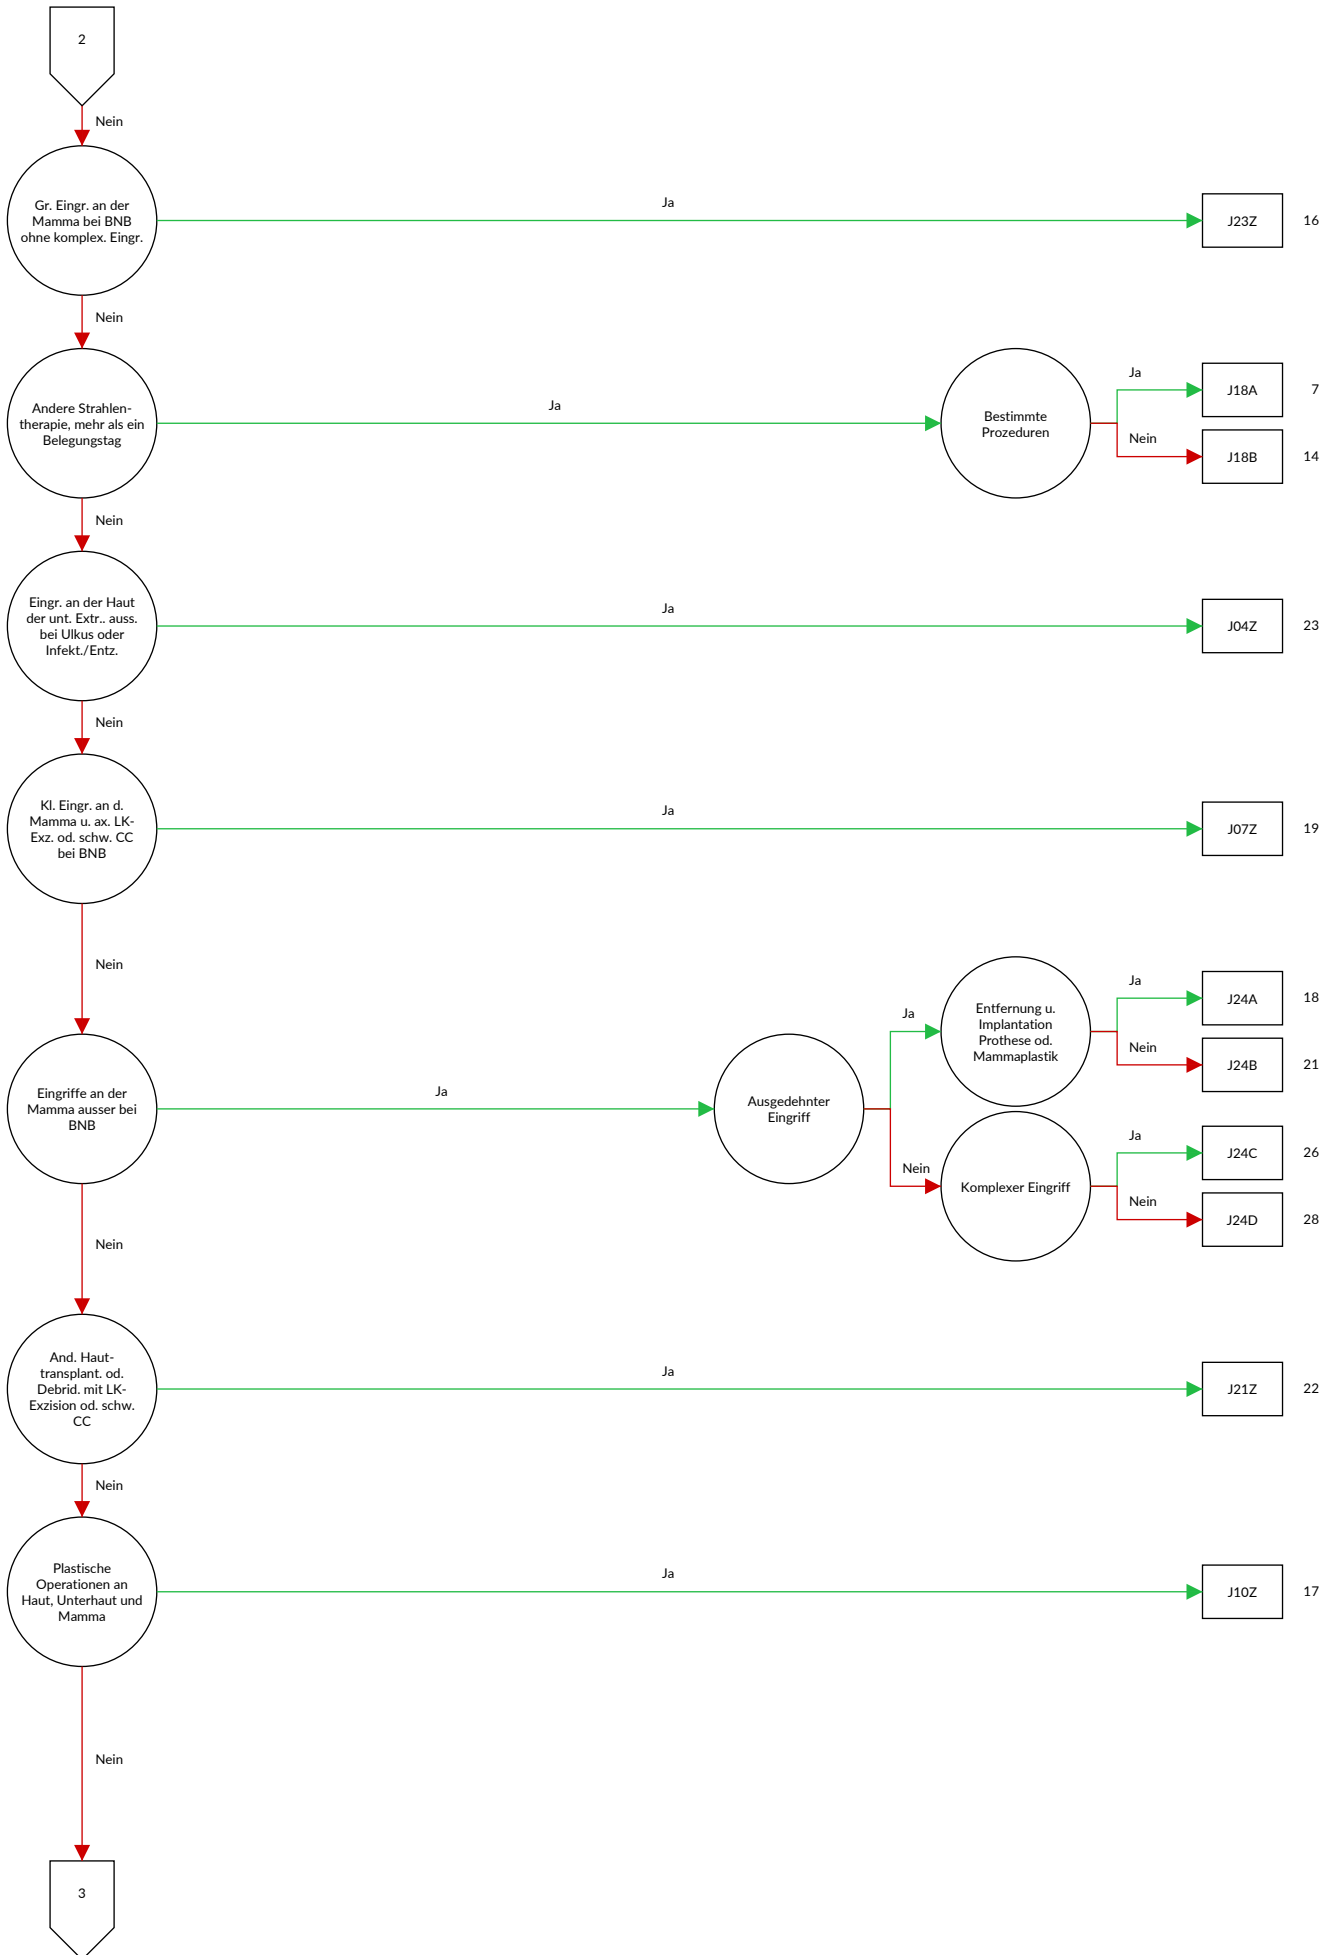 2
Nein
Gr. Eingr. an der
Mamma bei BNB
ohne komplex. Eingr.
Ja
J23Z
16
Nein
Andere Strahlen-
therapie, mehr als ein
Belegungstag
Ja
Bestimmte
Prozeduren
Ja
J18A
7
Nein
J18B
14
Nein
Eingr. an der Haut
der unt. Extr.. auss.
bei Ulkus oder
Infekt./Entz.
Ja
J04Z
23
Nein
Kl. Eingr. an d.
Mamma u. ax. LK-
Exz. od. schw. CC
bei BNB
Ja
J07Z
19
Nein
Eingriffe an der
Mamma ausser bei
BNB
Ja
Ausgedehnter
Eingriff
Ja
Entfernung u.
Implantation
Prothese od.
Mammaplastik
Ja
J24A
18
Nein
J24B
21
Nein
Komplexer Eingriff
Ja
J24C
26
Nein
J24D
28
Nein
And. Haut-
transplant. od.
Debrid. mit LK-
Exzision od. schw.
CC
Ja
J21Z
22
Nein
Plastische
Operationen an
Haut, Unterhaut und
Mamma
Ja
J10Z
17
Nein
3